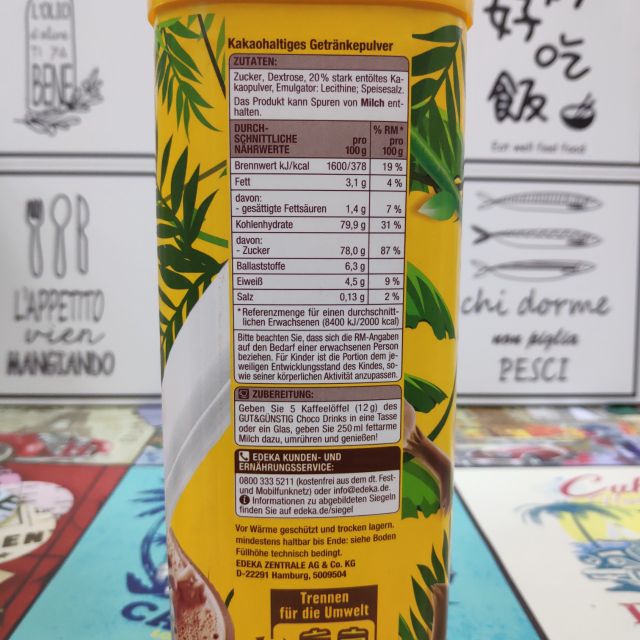 L'OLIO
BENE
好好吃飯
Eat well feel good
L'APPETITO
vien
MANGIANDO
chi dorme
non piglia
PESCI
Kakaohaltiges Getränkepulver
ZUTATEN:
Zucker, Dextrose, 20% stark entöltes Ka-
kaopulver, Emulgator: Lecithine; Speisesalz.
Das Produkt kann Spuren von Milch ent-
halten.
DURCH-
SCHNITTLICHE
NÄHRWERTE pro 100g % RM* pro 100g
Brennwert kJ/kcal 1600/378 19 %
Fett 3,1 g 4 %
davon:
- gesättigte Fettsäuren 1,4 g 7 %
Kohlenhydrate 79,9 g 31 %
davon:
- Zucker 78,0 g 87 %
Ballaststoffe 6,3 g
Eiweiß 4,5 g 9 %
Salz 0,13 g 2 %
*Referenzmenge für einen durchschnitt-
lichen Erwachsenen (8400 kJ/2000 kcal)
Bitte beachten Sie, dass sich die RM-Angaben
auf den Bedarf einer erwachsenen Person
beziehen. Für Kinder ist die Portion dem je-
weiligen Entwicklungsstand des Kindes, so-
wie seiner körperlichen Aktivität anzupassen.
ZUBEREITUNG:
Geben Sie 5 Kaffeelöffel (12g) des
GUT&GÜNSTIG Choco Drinks in eine Tasse
oder ein Glas, geben Sie 250 ml fettarme
Milch dazu, umrühren und genießen!
EDEKA KUNDEN- UND
ERNÄHRUNGSSERVICE:
0800 333 5211 (kostenfrei aus dem dt. Fest-
und Mobilfunknetz) oder info@edeka.de.
Informationen zu abgebildeten Siegeln
finden Sie auf edeka.de/siegel
Vor Wärme geschützt und trocken lagern.
mindestens haltbar bis Ende: siehe Boden
Füllhöhe technisch bedingt.
EDEKA ZENTRALE AG & Co. KG
D-22291 Hamburg, 5009504
Trennen
für die Umwelt